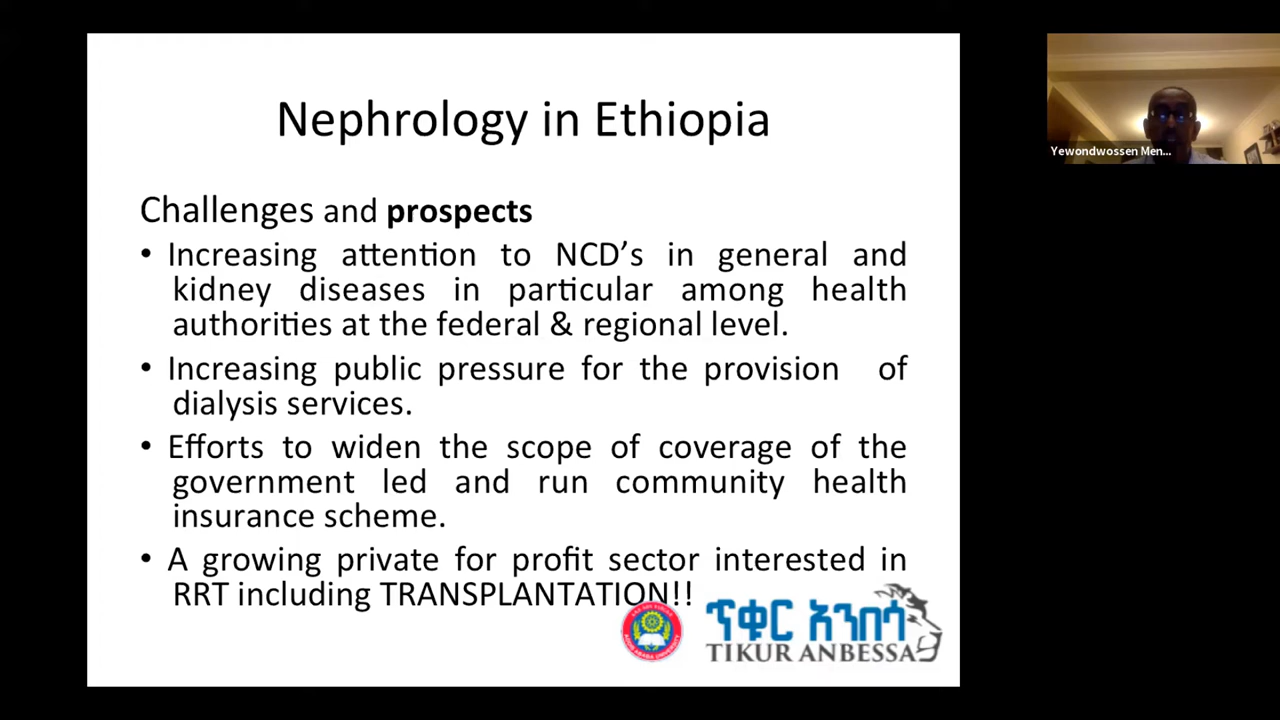 Nephrology in Ethiopia
Yewondwossen Men...
Challenges and prospects
• Increasing attention to NCD's in general and
kidney diseases in particular among health
authorities at the federal & regional level.
• Increasing public pressure for the provision of
dialysis services.
• Efforts to widen the scope of coverage of the
government led and run community health
insurance scheme.
• A growing private for profit sector interested in
RRT including TRANSPLANTATION!!
ADDIS ABABA UNIVERSITY
ጥቁር አንበሳ
TIKUR ANBESSA